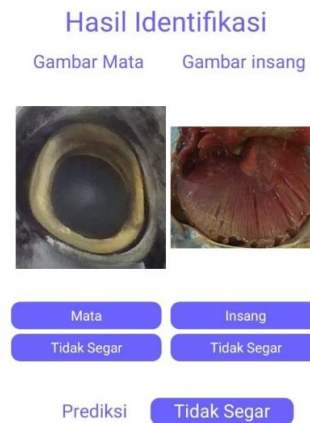 Hasil Identifikasi
Gambar Mata Gambar insang
Mata Insang
Tidak Segar Tidak Segar
Prediksi Tidak Segar